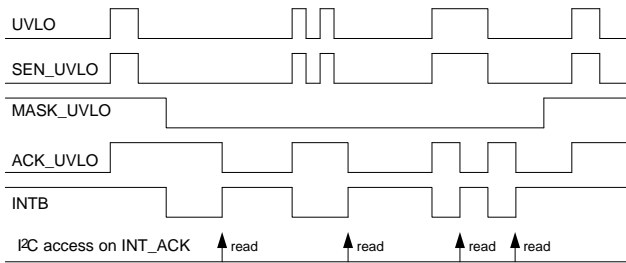 UVLO
SEN_UVLO
MASK_UVLO
ACK_UVLO
INTB
I²C access on INT_ACK read read read read